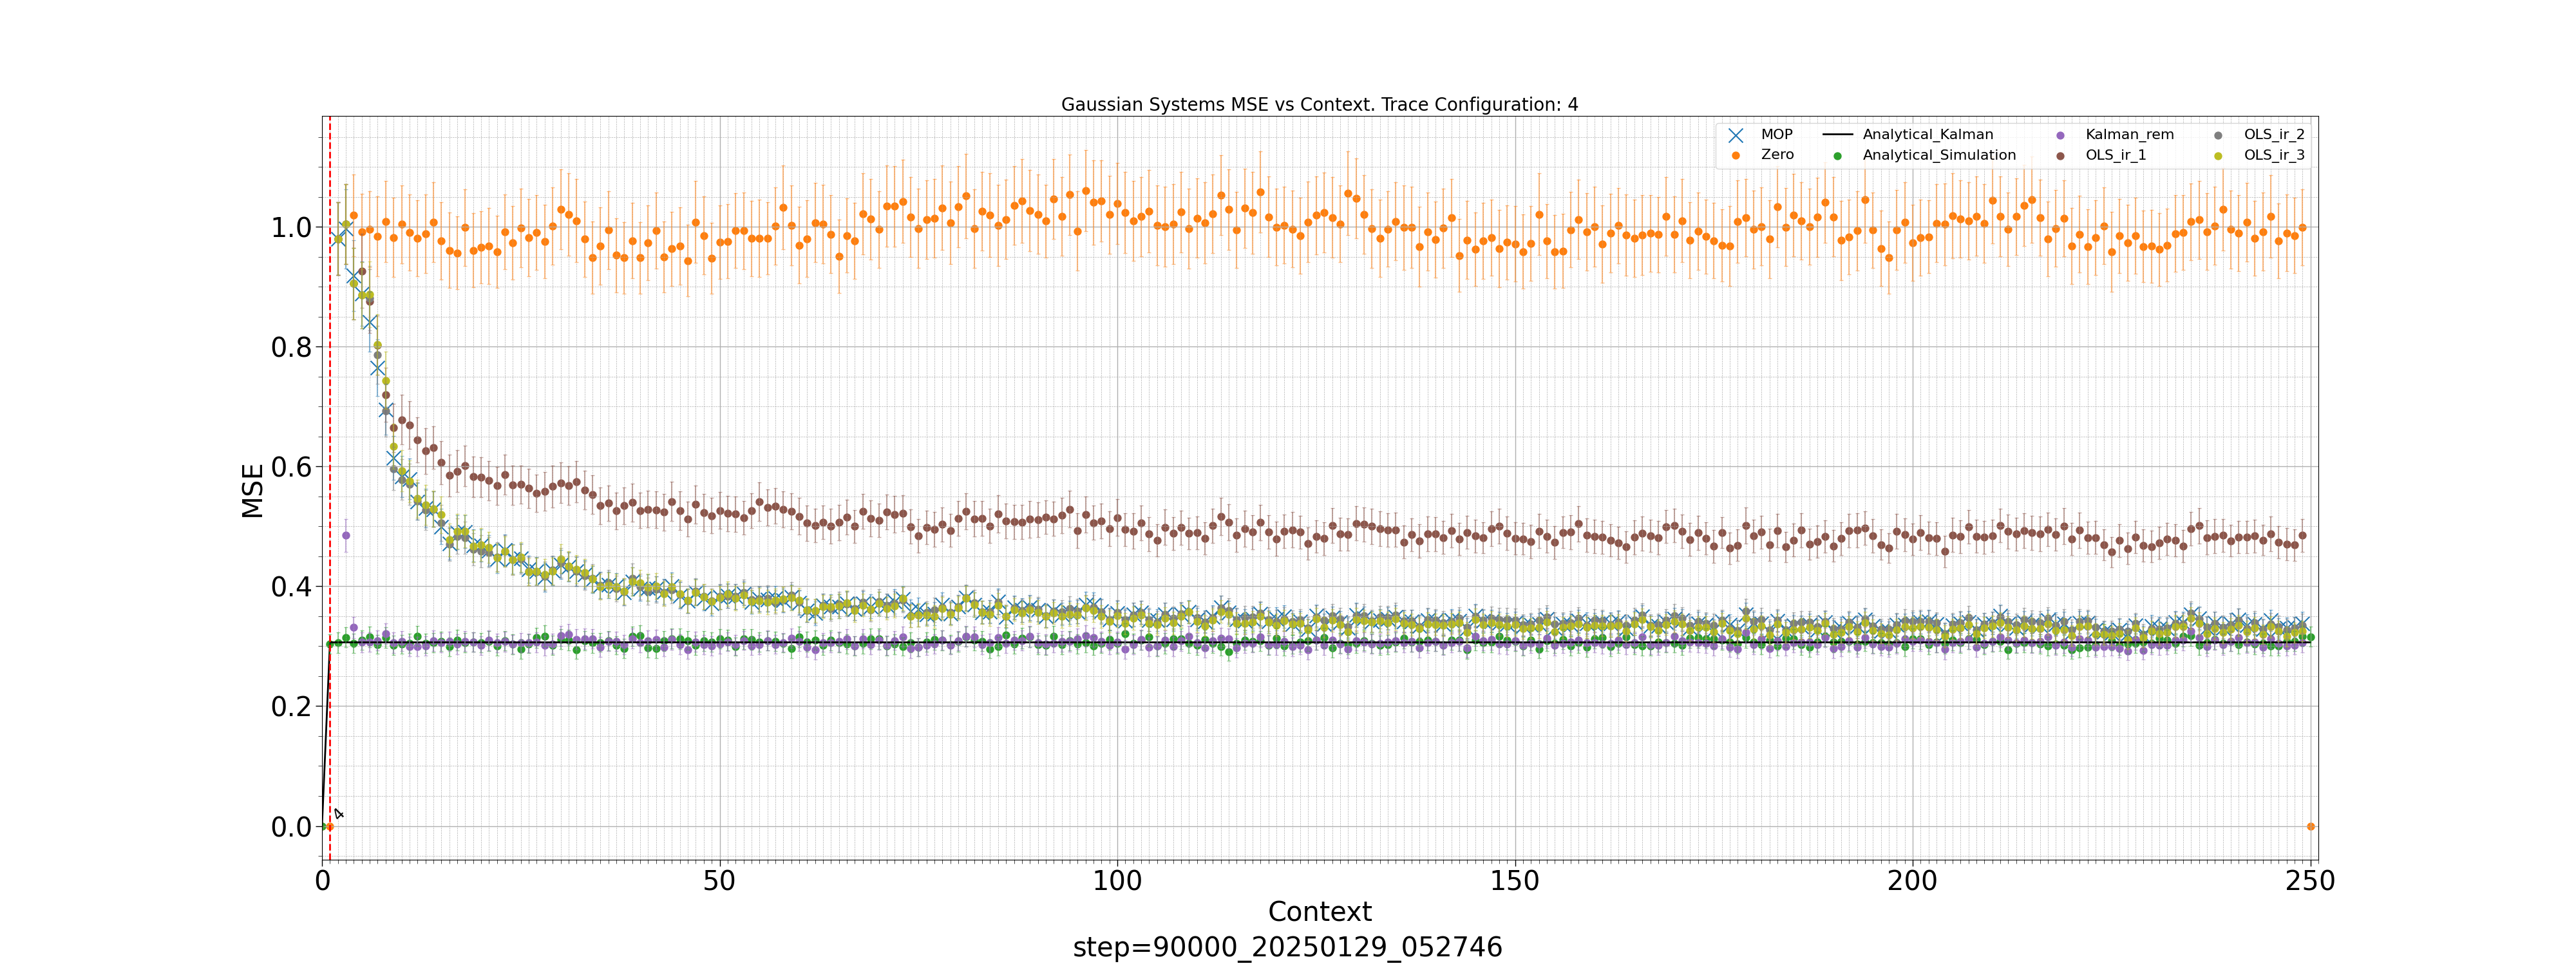 Gaussian Systems MSE vs Context. Trace Configuration: 4
MOP
Zero
Analytical_Kalman
Analytical_Simulation
Kalman_rem
OLS_ir_1
OLS_ir_2
OLS_ir_3
MSE
1.0
0.8
0.6
0.4
0.2
0.0
4
0 50 100 150 200 250
Context
step=90000_20250129_052746